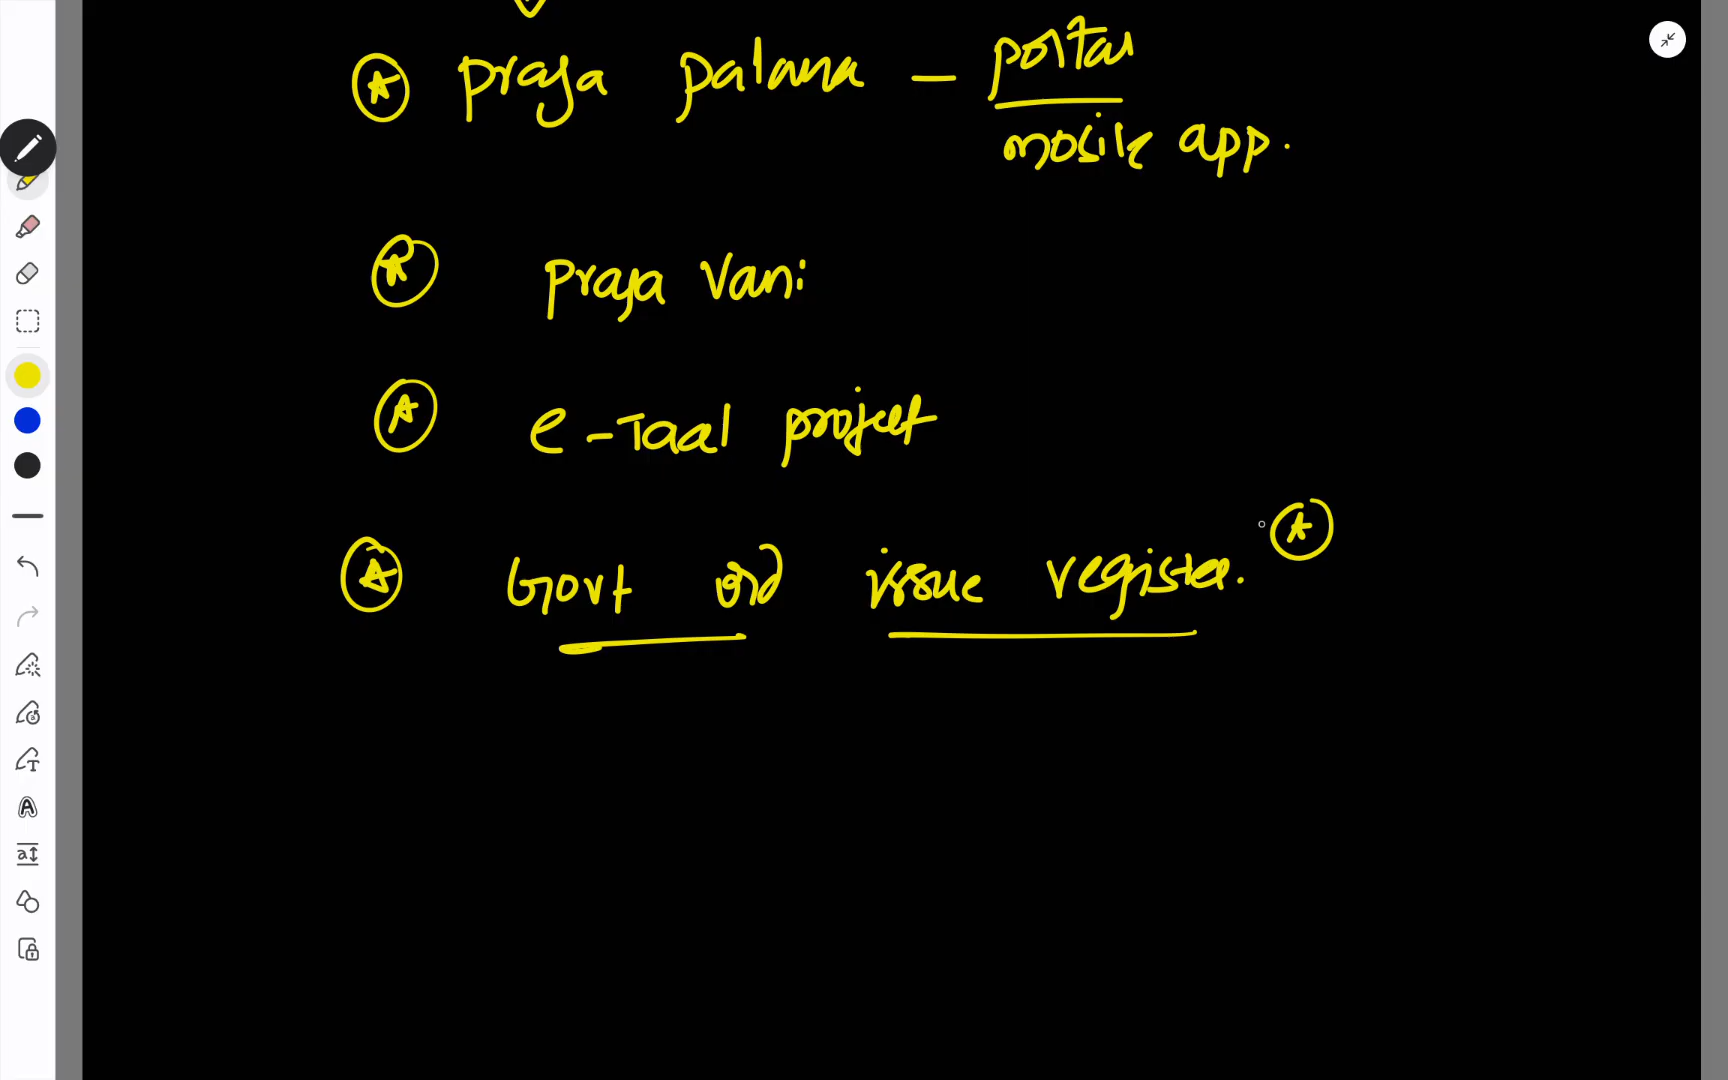 praja palana – portal
mobile app.
praja vani
e-Taal project
Govt ord issue register.